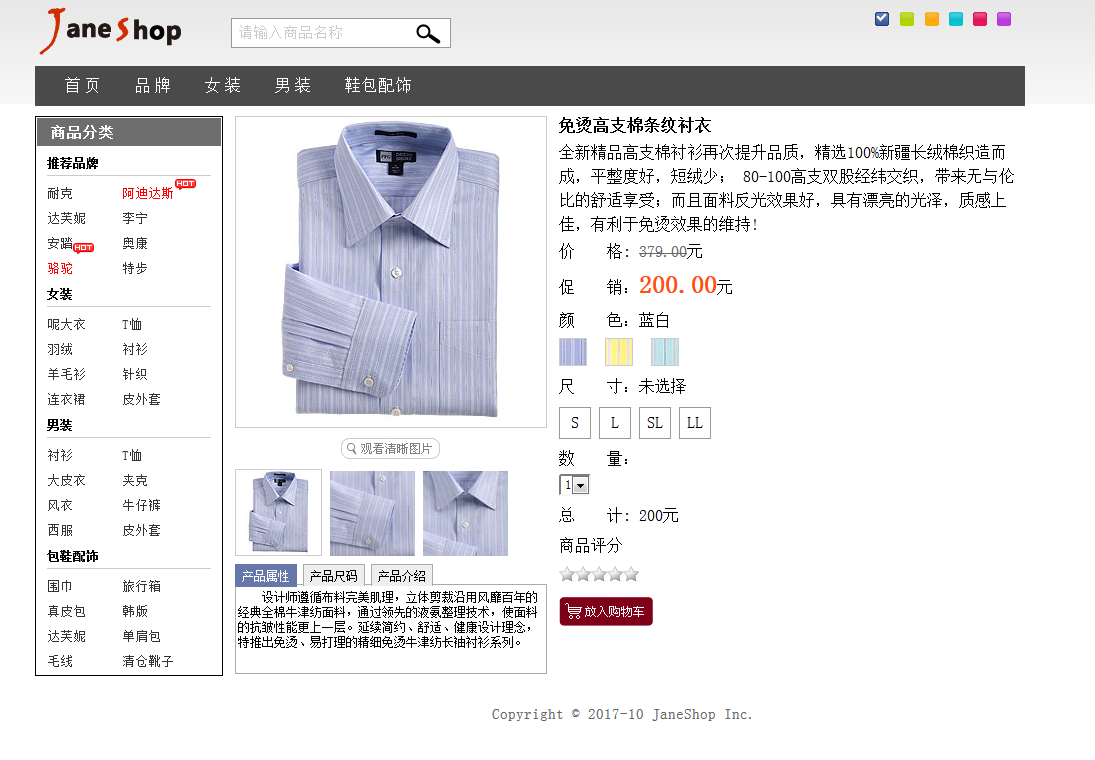 Jane Shop
请输入商品名称
首页 品牌 女装 男装 鞋包配饰
商品分类
推荐品牌
耐克 阿迪达斯 HOT
达芙妮 李宁
安踏 HOT 奥康
骆驼 特步
女装
呢大衣 T恤
羽绒 衬衫
羊毛衫 针织
连衣裙 皮外套
男装
衬衫 T恤
大皮衣 夹克
风衣 牛仔裤
西服 皮外套
包鞋配饰
围巾 旅行箱
真皮包 韩版
达芙妮 单肩包
毛线 清仓靴子
观看清晰图片
产品属性 产品尺码 产品介绍
设计师遵循布料完美肌理，立体剪裁沿用风靡百年的
经典全棉牛津纺面料，通过领先的液氨整理技术，使面料
的抗皱性能更上一层。延续简约、舒适、健康设计理念，
特推出免烫、易打理的精细免烫牛津纺长袖衬衫系列。
免烫高支棉条纹衬衣
全新精品高支棉衬衫再次提升品质，精选100%新疆长绒棉织造而
成，平整度好，短绒少； 80-100高支双股经纬交织，带来无与伦
比的舒适享受；而且面料反光效果好，具有漂亮的光泽，质感上
佳，有利于免烫效果的维持!
价 格: 379.00元
促 销：200.00元
颜 色：蓝白
尺 寸：未选择
S L SL LL
数 量：
1
总 计: 200元
商品评分
放入购物车
Copyright © 2017-10 JaneShop Inc.